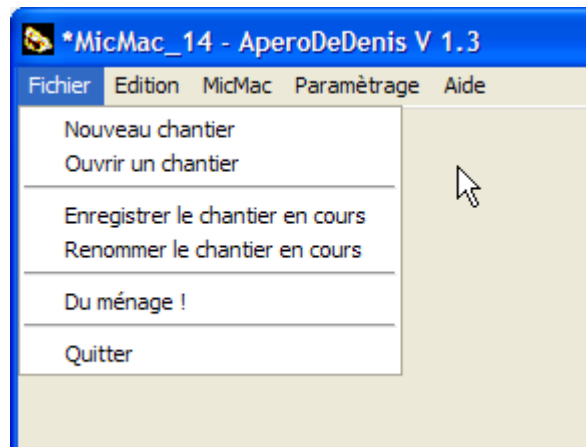 *MicMac_14 - AperoDeDenis V 1.3
Fichier Edition MicMac Paramètrage Aide
Nouveau chantier
Ouvrir un chantier
Enregistrer le chantier en cours
Renommer le chantier en cours
Du ménage !
Quitter